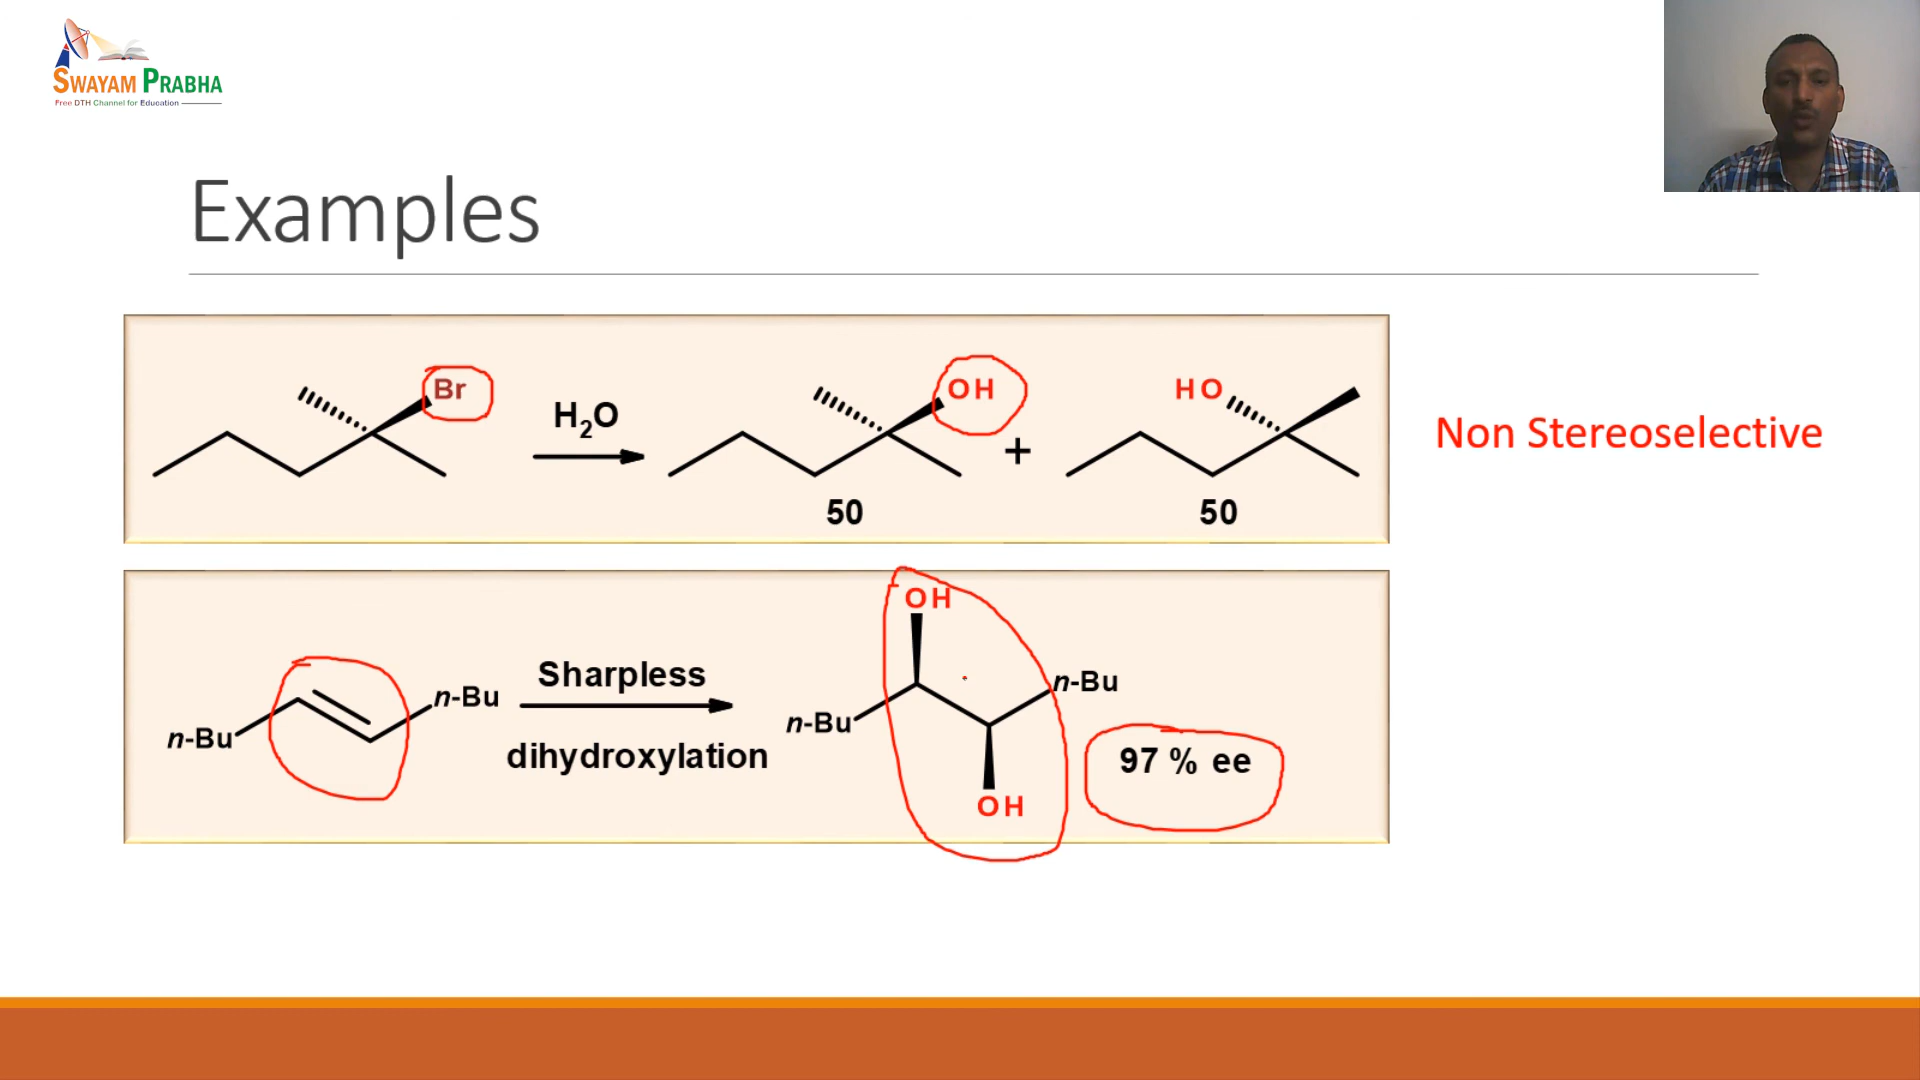 SWAYAM PRABHA
Free DTH Channel for Education
Examples
Br
H2O
OH
+
HO
50
50
Non Stereoselective
n-Bu
n-Bu
Sharpless
dihydroxylation
OH
n-Bu
n-Bu
OH
97 % ee